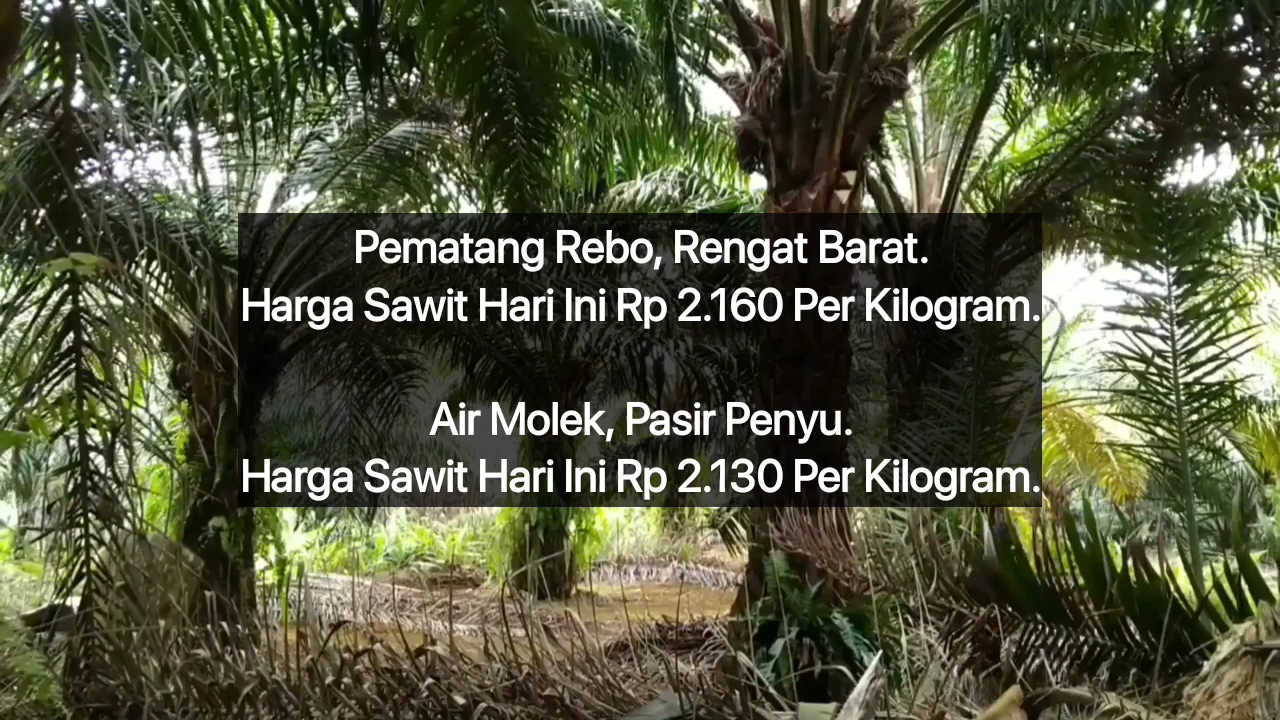 Pematang Rebo, Rengat Barat.
Harga Sawit Hari Ini Rp 2.160 Per Kilogram.
Air Molek, Pasir Penyu.
Harga Sawit Hari Ini Rp 2.130 Per Kilogram.